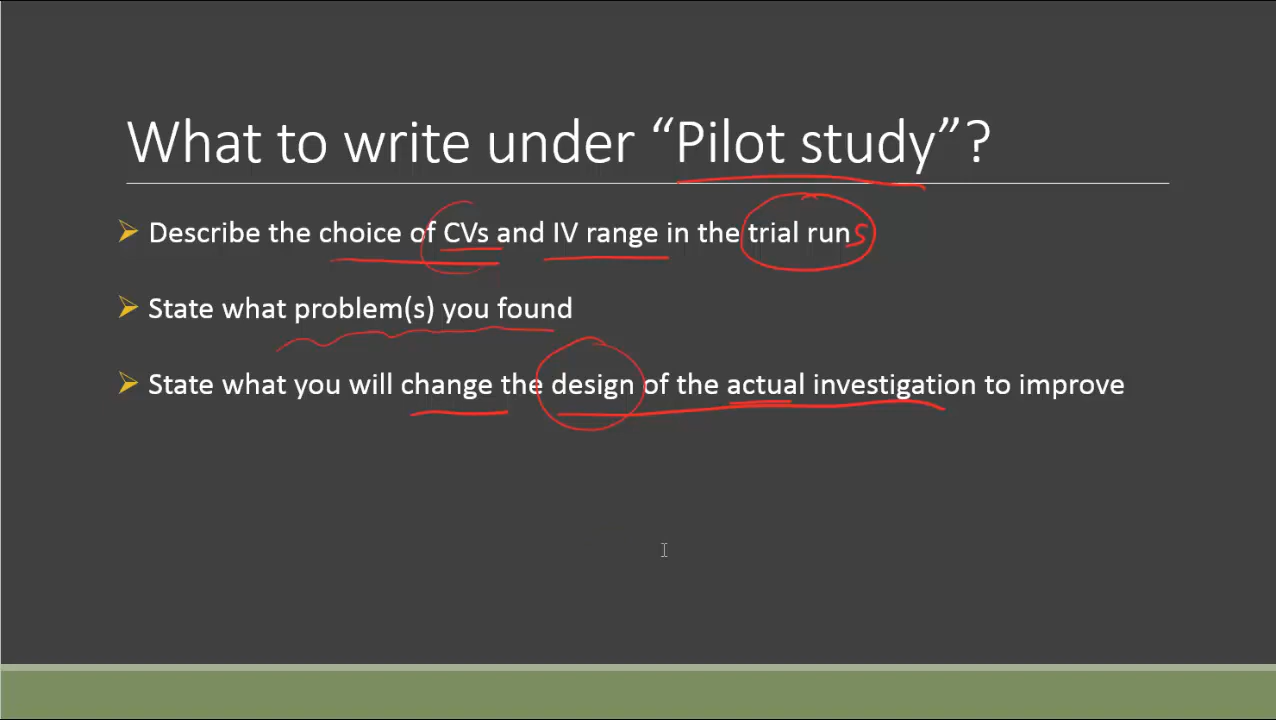 What to write under “Pilot study”?
Describe the choice of CVs and IV range in the trial runs
State what problem(s) you found
State what you will change the design of the actual investigation to improve